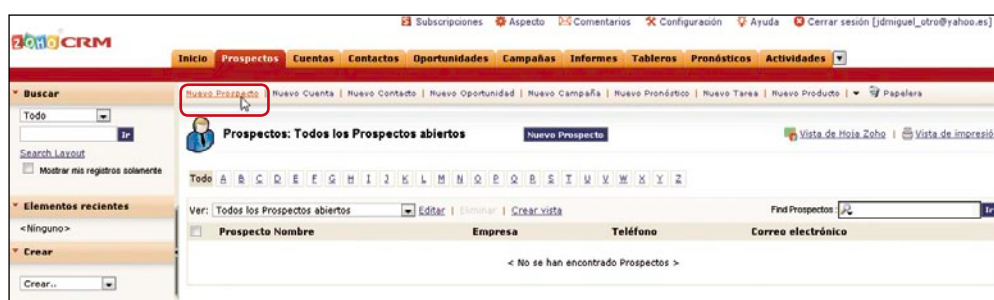 Subscripciones Aspecto Comentarios Configuración Ayuda Cerrar sesión [jdmiguel_otro@yahoo.es]
ZOHO CRM
Inicio Prospectos Cuentas Contactos Oportunidades Campañas Informes Tableros Pronósticos Actividades
Buscar
Nuevo Prospecto Nuevo Cuenta | Nuevo Contacto | Nuevo Oportunidad | Nuevo Campaña | Nuevo Pronóstico | Nuevo Tarea | Nuevo Producto | Papelera
Todo
Ir
Search Layout
Mostrar mis registros solamente
Prospectos: Todos los Prospectos abiertos Nuevo Prospecto Vista de Hoja Zoho | Vista de impresió
Todo A B C D E F G H I J K L M N O P Q R S T U V W X Y Z
Elementos recientes
<Ninguno>
Ver: Todos los Prospectos abiertos Editar | Eliminar | Crear vista Find Prospectos: Ir
Prospecto Nombre Empresa Teléfono Correo electrónico
Crear
Crear..
< No se han encontrado Prospectos >